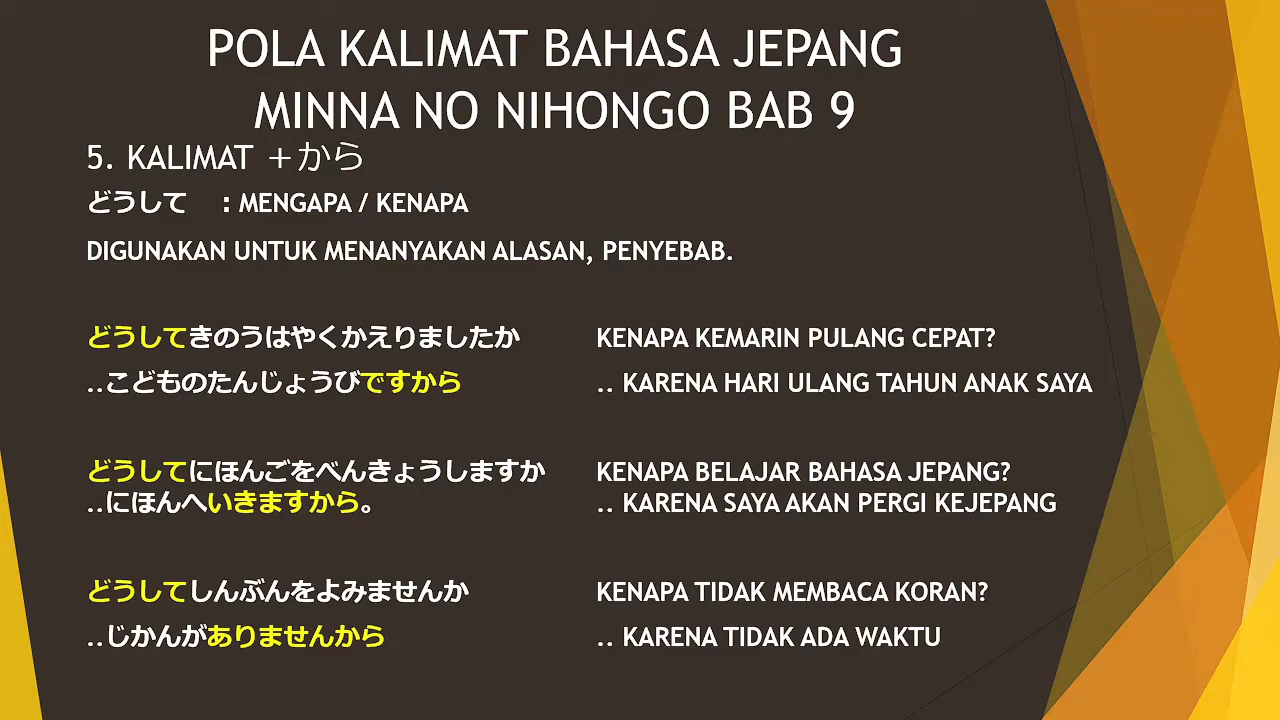 POLA KALIMAT BAHASA JEPANG
MINNA NO NIHONGO BAB 9
5. KALIMAT ＋から
どうして : MENGAPA / KENAPA
DIGUNAKAN UNTUK MENANYAKAN ALASAN, PENYEBAB.
どうしてきのうはやくかえりましたか KENAPA KEMARIN PULANG CEPAT?
..こどものたんじょうびですから .. KARENA HARI ULANG TAHUN ANAK SAYA
どうしてにほんごをべんきょうしますか KENAPA BELAJAR BAHASA JEPANG?
..にほんへいきますから。 .. KARENA SAYA AKAN PERGI KEJEPANG
どうしてしんぶんをよみませんか KENAPA TIDAK MEMBACA KORAN?
..じかんがありませんから .. KARENA TIDAK ADA WAKTU